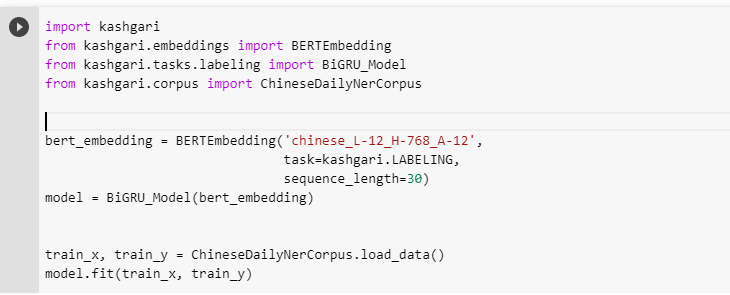 import kashgari
from kashgari.embeddings import BERTEmbedding
from kashgari.tasks.labeling import BiGRU_Model
from kashgari.corpus import ChineseDailyNerCorpus
bert_embedding = BERTEmbedding('chinese_L-12_H-768_A-12',
task=kashgari.LABELING,
sequence_length=30)
model = BiGRU_Model(bert_embedding)
train_x, train_y = ChineseDailyNerCorpus.load_data()
model.fit(train_x, train_y)